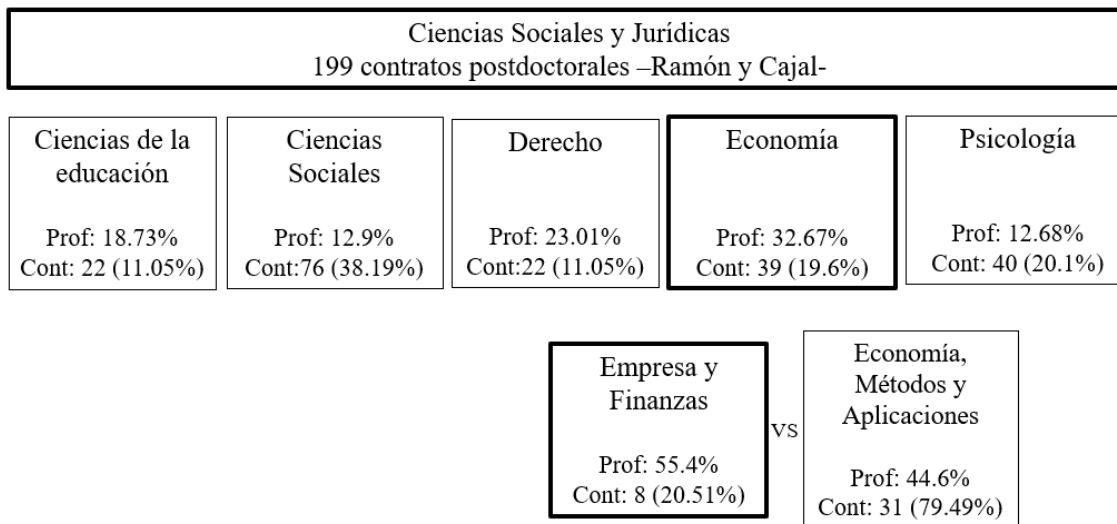 Ciencias Sociales y Jurídicas
199 contratos postdoctorales –Ramón y Cajal-
Ciencias de la
educación
Prof: 18.73%
Cont: 22 (11.05%)
Ciencias
Sociales
Prof: 12.9%
Cont:76 (38.19%)
Derecho
Prof: 23.01%
Cont:22 (11.05%)
Economía
Prof: 32.67%
Cont: 39 (19.6%)
Psicología
Prof: 12.68%
Cont: 40 (20.1%)
Empresa y
Finanzas
Prof: 55.4%
Cont: 8 (20.51%)
VS
Economía,
Métodos y
Aplicaciones
Prof: 44.6%
Cont: 31 (79.49%)